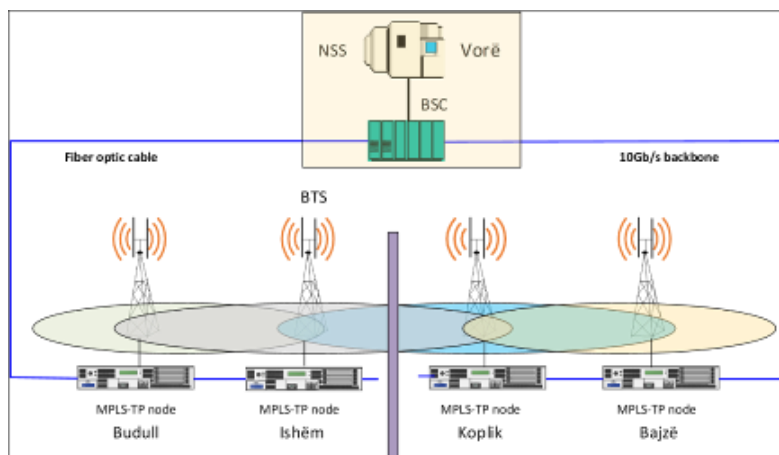 NSS
Vorë
BSC
Fiber optic cable
10Gb/s backbone
BTS
MPLS-TP node
MPLS-TP node
MPLS-TP node
MPLS-TP node
Budull
Ishëm
Koplik
Bajzë